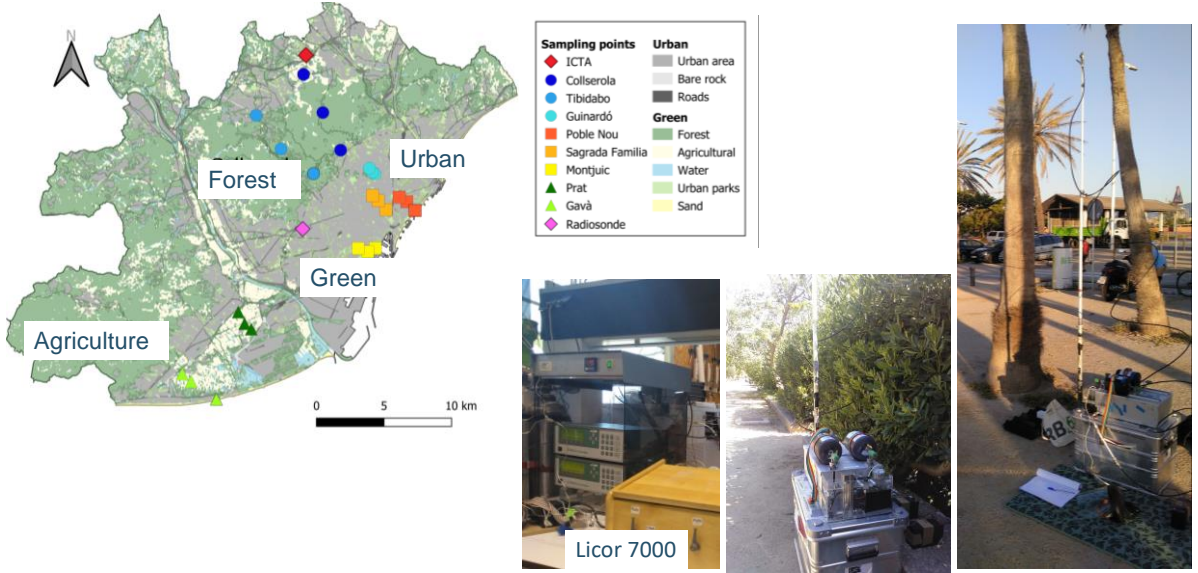 N
Forest
Urban
Green
Agriculture
0 5 10 km
Sampling points
ICTA
Collserola
Tibidabo
Guinardó
Poble Nou
Sagrada Familia
Montjuic
Prat
Gavà
Radiosonde
Urban
Urban area
Bare rock
Roads
Green
Forest
Agricultural
Water
Urban parks
Sand
Licor 7000